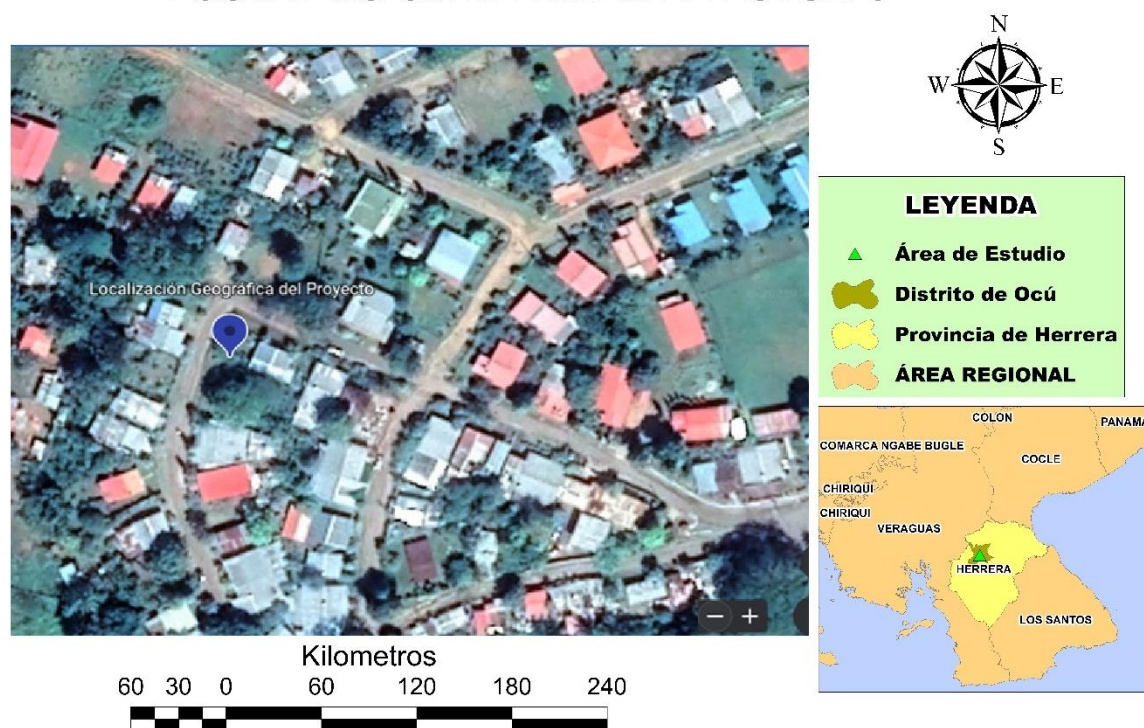 N
W E
S
LEYENDA
Área de Estudio
Distrito de Ocú
Provincia de Herrera
ÁREA REGIONAL
Localización Geográfica del Proyecto
COLON
PANAMA
COMARCA NGABE BUGLE
COCLE
CHIRIQUÍ
CHIRIQUI
VERAGUAS
HERRERA
LOS SANTOS
Kilometros
60 30 0 60 120 180 240